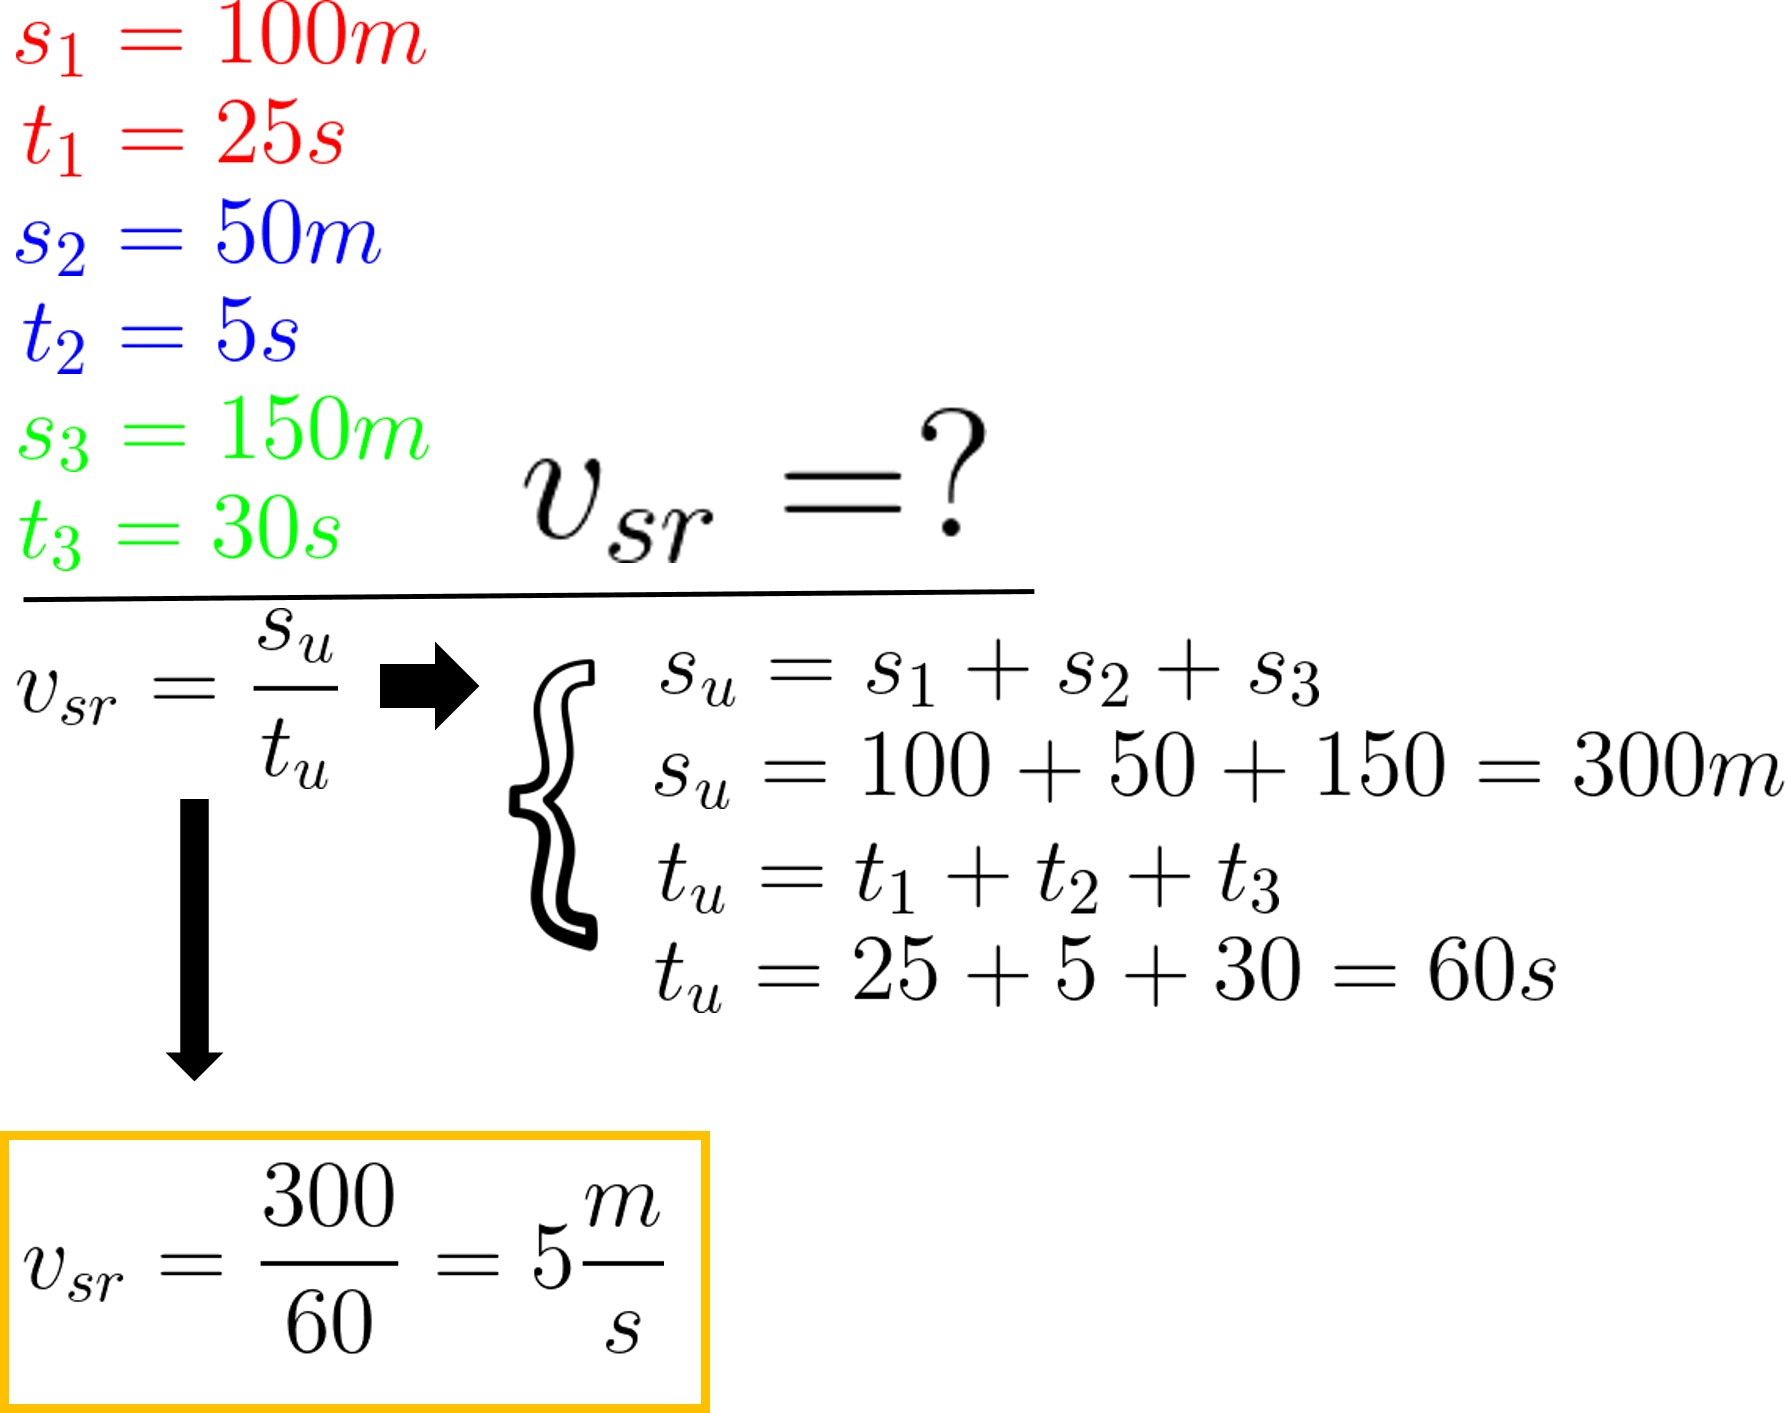 s₁ = 100m
t₁ = 25s
s₂ = 50m
t₂ = 5s
s₃ = 150m
t₃ = 30s
v_sr =?
v_sr = s_u/t_u
s_u = s₁ + s₂ + s₃
s_u = 100 + 50 + 150 = 300m
t_u = t₁ + t₂ + t₃
t_u = 25 + 5 + 30 = 60s
v_sr = 300/60 = 5 m/s